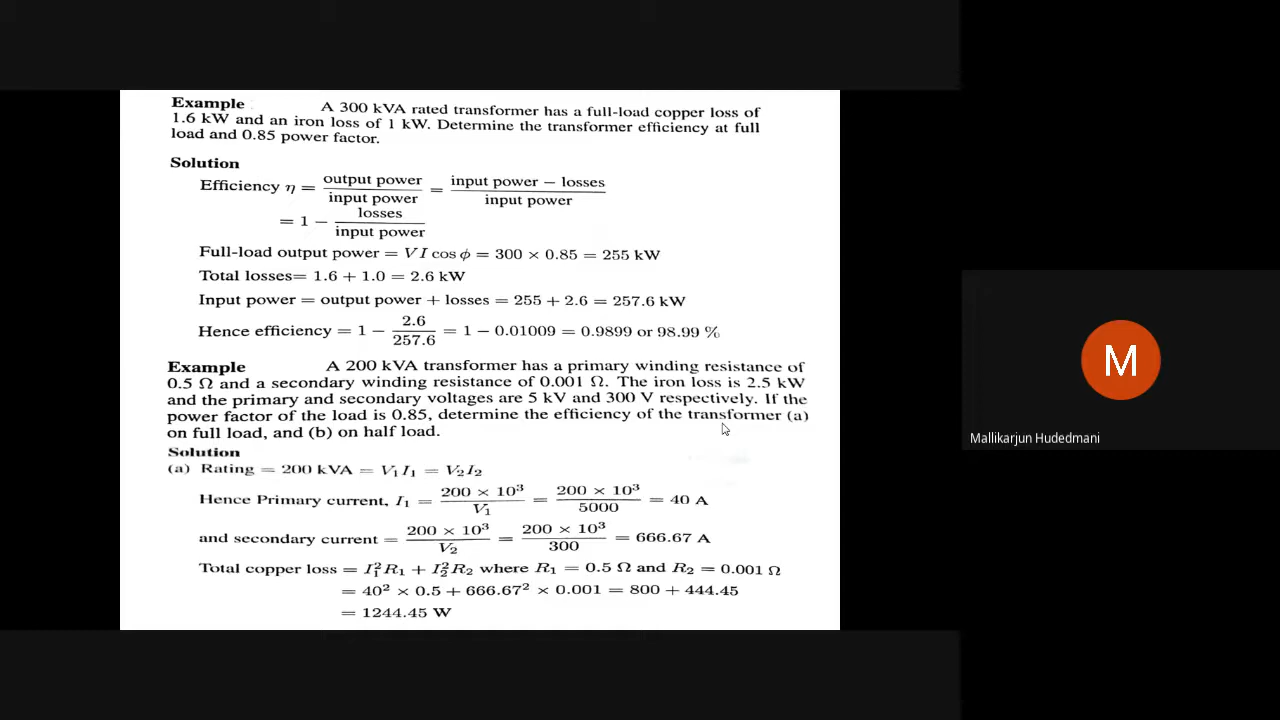 Example A 300 kVA rated transformer has a full-load copper loss of
1.6 kW and an iron loss of 1 kW. Determine the transformer efficiency at full
load and 0.85 power factor.
Solution
Efficiency η = output power / input power = input power − losses / input power
= 1 − losses / input power
Full-load output power = V I cos φ = 300 × 0.85 = 255 kW
Total losses= 1.6 + 1.0 = 2.6 kW
Input power = output power + losses = 255 + 2.6 = 257.6 kW
Hence efficiency = 1 − 2.6 / 257.6 = 1 − 0.01009 = 0.9899 or 98.99 %
Example A 200 kVA transformer has a primary winding resistance of
0.5 Ω and a secondary winding resistance of 0.001 Ω. The iron loss is 2.5 kW
and the primary and secondary voltages are 5 kV and 300 V respectively. If the
power factor of the load is 0.85, determine the efficiency of the transformer (a)
on full load, and (b) on half load.
Solution
(a) Rating = 200 kVA = V₁I₁ = V₂I₂
Hence Primary current, I₁ = 200 × 10³ / V₁ = 200 × 10³ / 5000 = 40 A
and secondary current = 200 × 10³ / V₂ = 200 × 10³ / 300 = 666.67 A
Total copper loss = I₁²R₁ + I₂²R₂ where R₁ = 0.5 Ω and R₂ = 0.001 Ω
= 40² × 0.5 + 666.67² × 0.001 = 800 + 444.45
= 1244.45 W
M
Mallikarjun Hudedmani